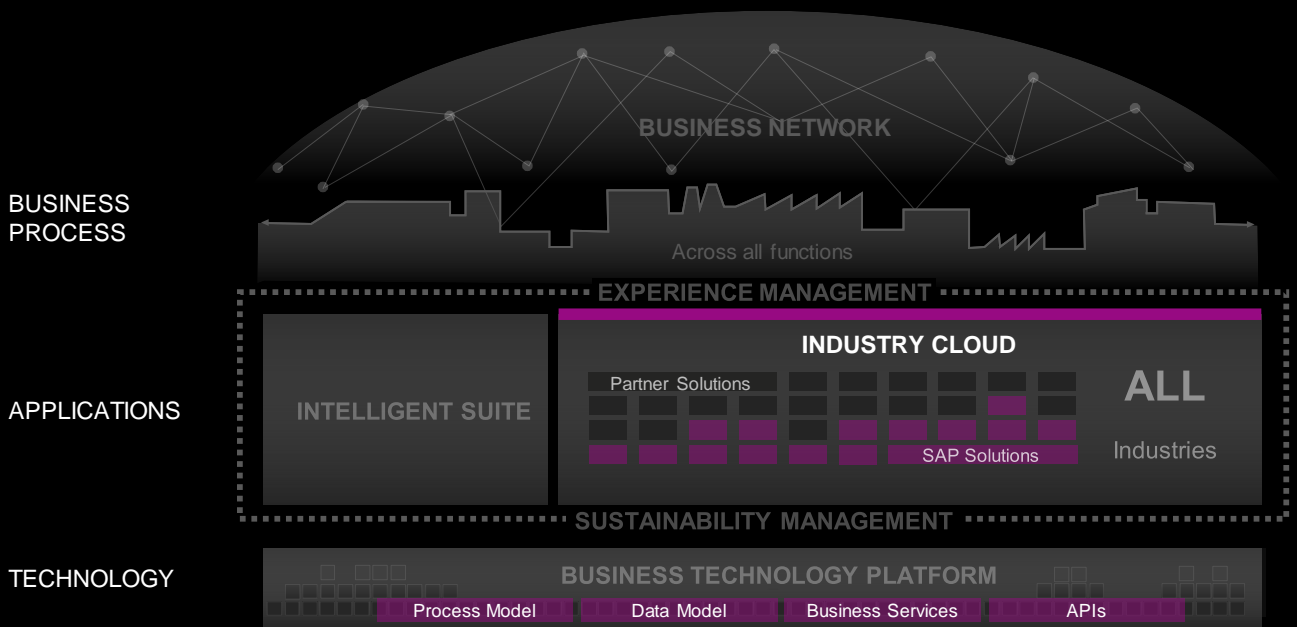 BUSINESS NETWORK
BUSINESS
PROCESS
Across all functions
EXPERIENCE MANAGEMENT
INDUSTRY CLOUD
Partner Solutions
ALL
APPLICATIONS
INTELLIGENT SUITE
Industries
SAP Solutions
SUSTAINABILITY MANAGEMENT
TECHNOLOGY
BUSINESS TECHNOLOGY PLATFORM
Process Model
Data Model
Business Services
APIs